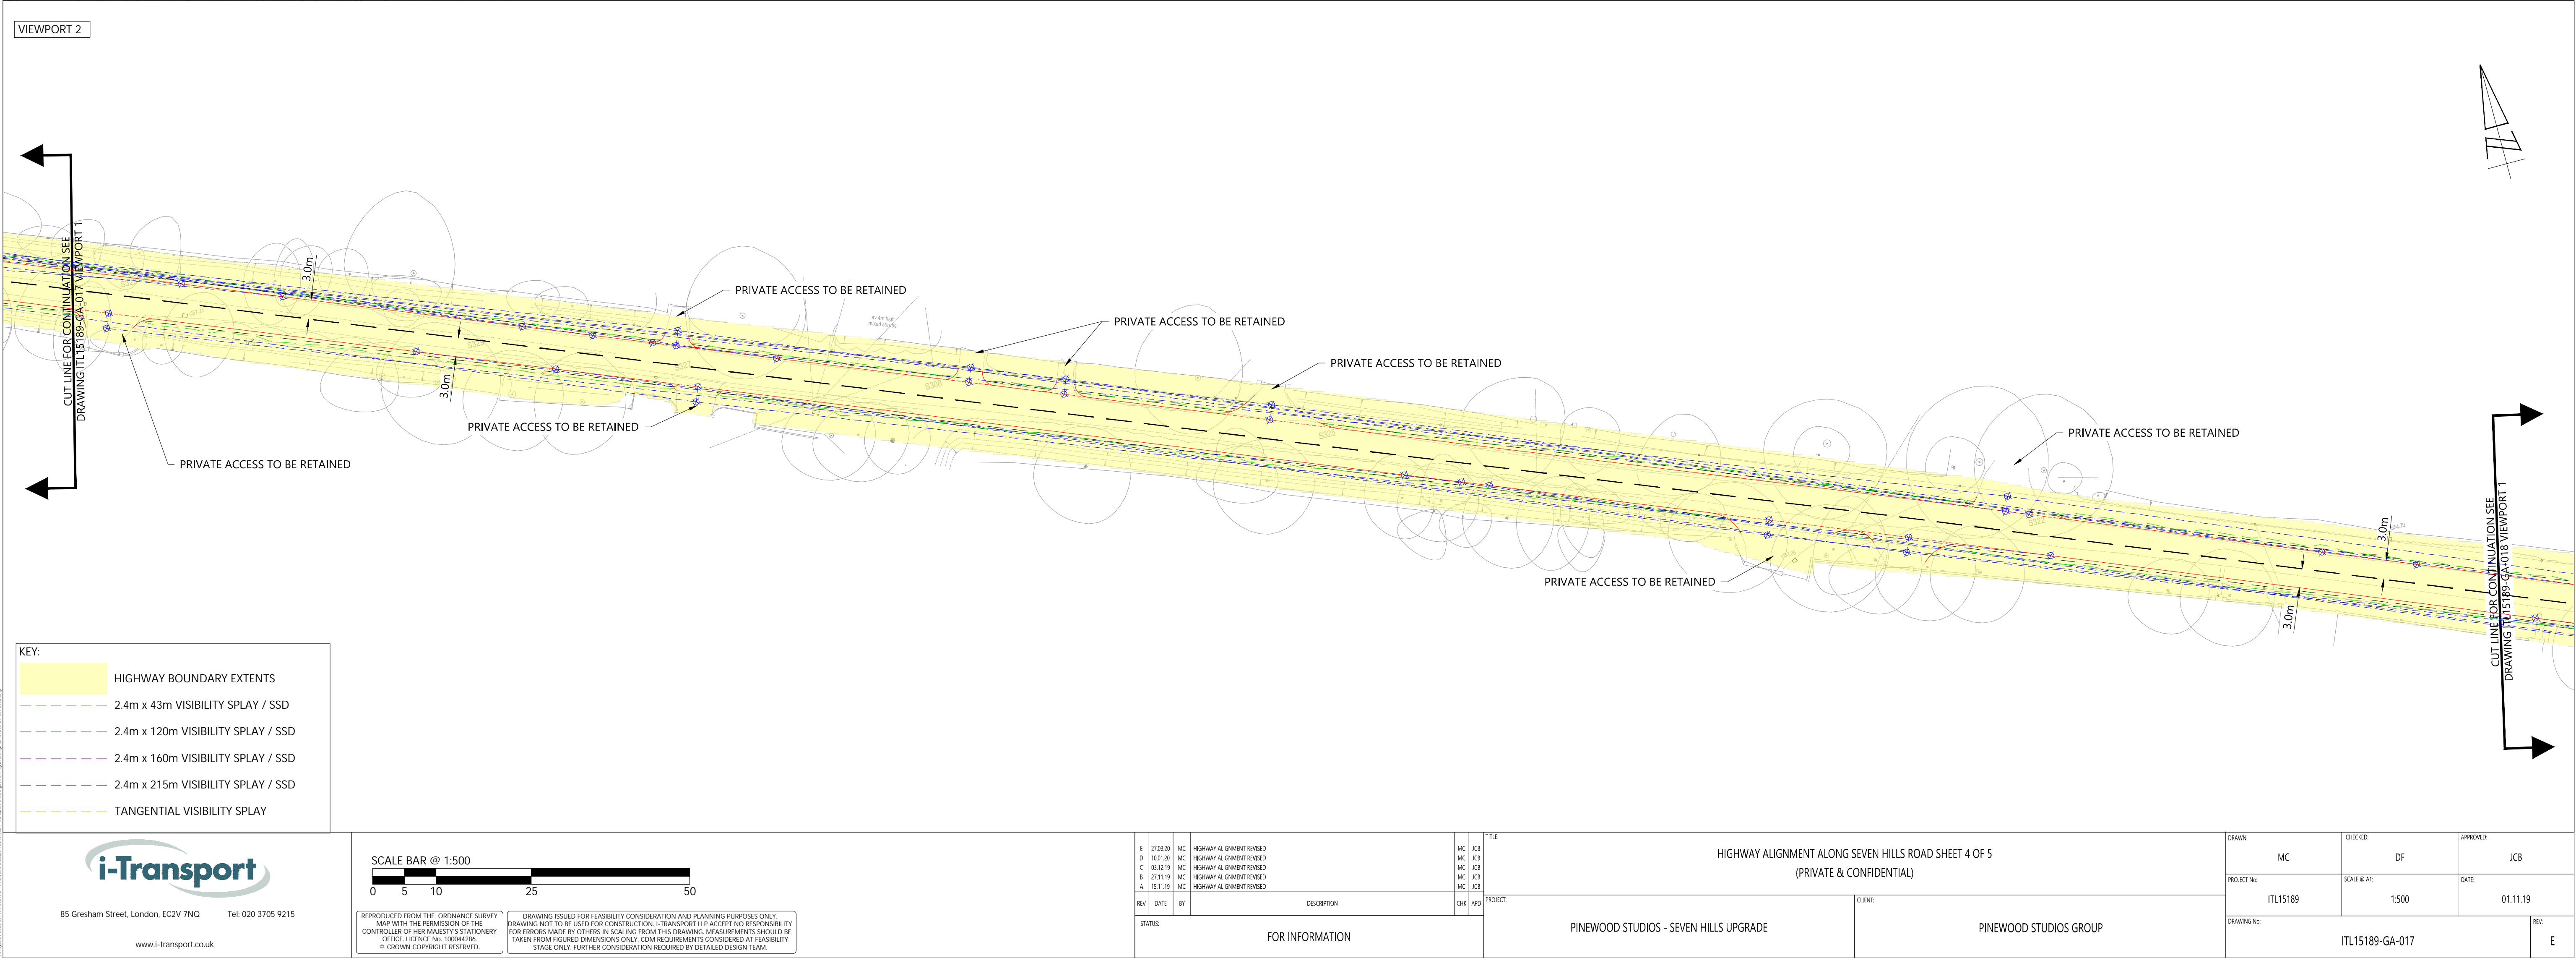 VIEWPORT 2
CUT LINE FOR CONTINUATION SEE
DRAWING ITL15189-GA-017 VIEWPORT 1
3.0m
3.0m
PRIVATE ACCESS TO BE RETAINED
PRIVATE ACCESS TO BE RETAINED
PRIVATE ACCESS TO BE RETAINED
av 4m high
mixed shrubs
S308
PRIVATE ACCESS TO BE RETAINED
PRIVATE ACCESS TO BE RETAINED
PRIVATE ACCESS TO BE RETAINED
PRIVATE ACCESS TO BE RETAINED
S322
3.0m
3.0m
CUT LINE FOR CONTINUATION SEE
DRAWING ITL15189-GA-018 VIEWPORT 1
KEY:
HIGHWAY BOUNDARY EXTENTS
2.4m x 43m VISIBILITY SPLAY / SSD
2.4m x 120m VISIBILITY SPLAY / SSD
2.4m x 160m VISIBILITY SPLAY / SSD
2.4m x 215m VISIBILITY SPLAY / SSD
TANGENTIAL VISIBILITY SPLAY
i-Transport
85 Gresham Street, London, EC2V 7NQ Tel: 020 3705 9215
www.i-transport.co.uk
SCALE BAR @ 1:500
0 5 10 25 50
REPRODUCED FROM THE ORDNANCE SURVEY
MAP WITH THE PERMISSION OF THE
CONTROLLER OF HER MAJESTY'S STATIONERY
OFFICE. LICENCE No. 100044286.
© CROWN COPYRIGHT RESERVED.
DRAWING ISSUED FOR FEASIBILITY CONSIDERATION AND PLANNING PURPOSES ONLY.
DRAWING NOT TO BE USED FOR CONSTRUCTION. I-TRANSPORT LLP ACCEPT NO RESPONSIBILITY
FOR ERRORS MADE BY OTHERS IN SCALING FROM THIS DRAWING. MEASUREMENTS SHOULD BE
TAKEN FROM FIGURED DIMENSIONS ONLY. CDM REQUIREMENTS CONSIDERED AT FEASIBILITY
STAGE ONLY. FURTHER CONSIDERATION REQUIRED BY DETAILED DESIGN TEAM.
E 27.03.20 MC HIGHWAY ALIGNMENT REVISED MC JCB
D 10.01.20 MC HIGHWAY ALIGNMENT REVISED MC JCB
C 03.12.19 MC HIGHWAY ALIGNMENT REVISED MC JCB
B 27.11.19 MC HIGHWAY ALIGNMENT REVISED MC JCB
A 15.11.19 MC HIGHWAY ALIGNMENT REVISED MC JCB
REV DATE BY DESCRIPTION CHK APD
STATUS:
FOR INFORMATION
TITLE:
HIGHWAY ALIGNMENT ALONG SEVEN HILLS ROAD SHEET 4 OF 5
(PRIVATE & CONFIDENTIAL)
PROJECT:
PINEWOOD STUDIOS - SEVEN HILLS UPGRADE
CLIENT:
PINEWOOD STUDIOS GROUP
DRAWN: CHECKED: APPROVED:
MC DF JCB
PROJECT No: SCALE @ A1: DATE:
ITL15189 1:500 01.11.19
DRAWING No: REV:
ITL15189-GA-017 E